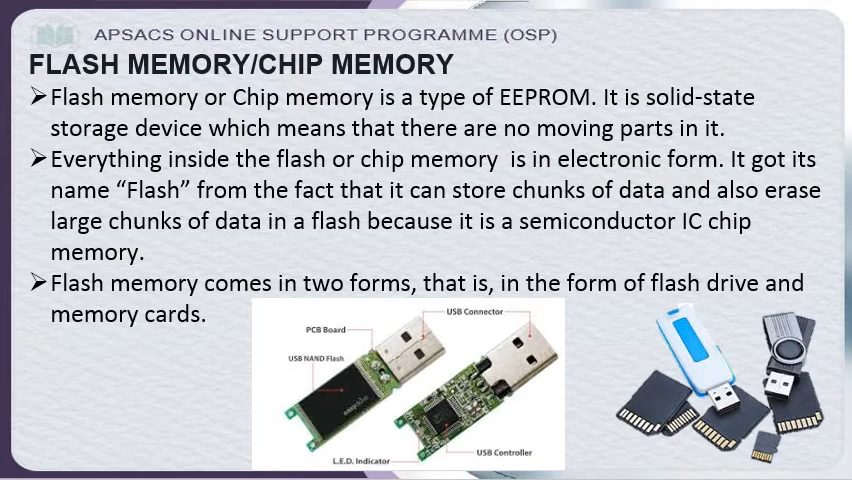 APSACS ONLINE SUPPORT PROGRAMME (OSP)
FLASH MEMORY/CHIP MEMORY
➢Flash memory or Chip memory is a type of EEPROM. It is solid-state
storage device which means that there are no moving parts in it.
➢Everything inside the flash or chip memory  is in electronic form. It got its
name “Flash” from the fact that it can store chunks of data and also erase
large chunks of data in a flash because it is a semiconductor IC chip
memory.
➢Flash memory comes in two forms, that is, in the form of flash drive and
memory cards.
USB Connector
PCB Board
USB NAND Flash
L.E.D. Indicator
USB Controller